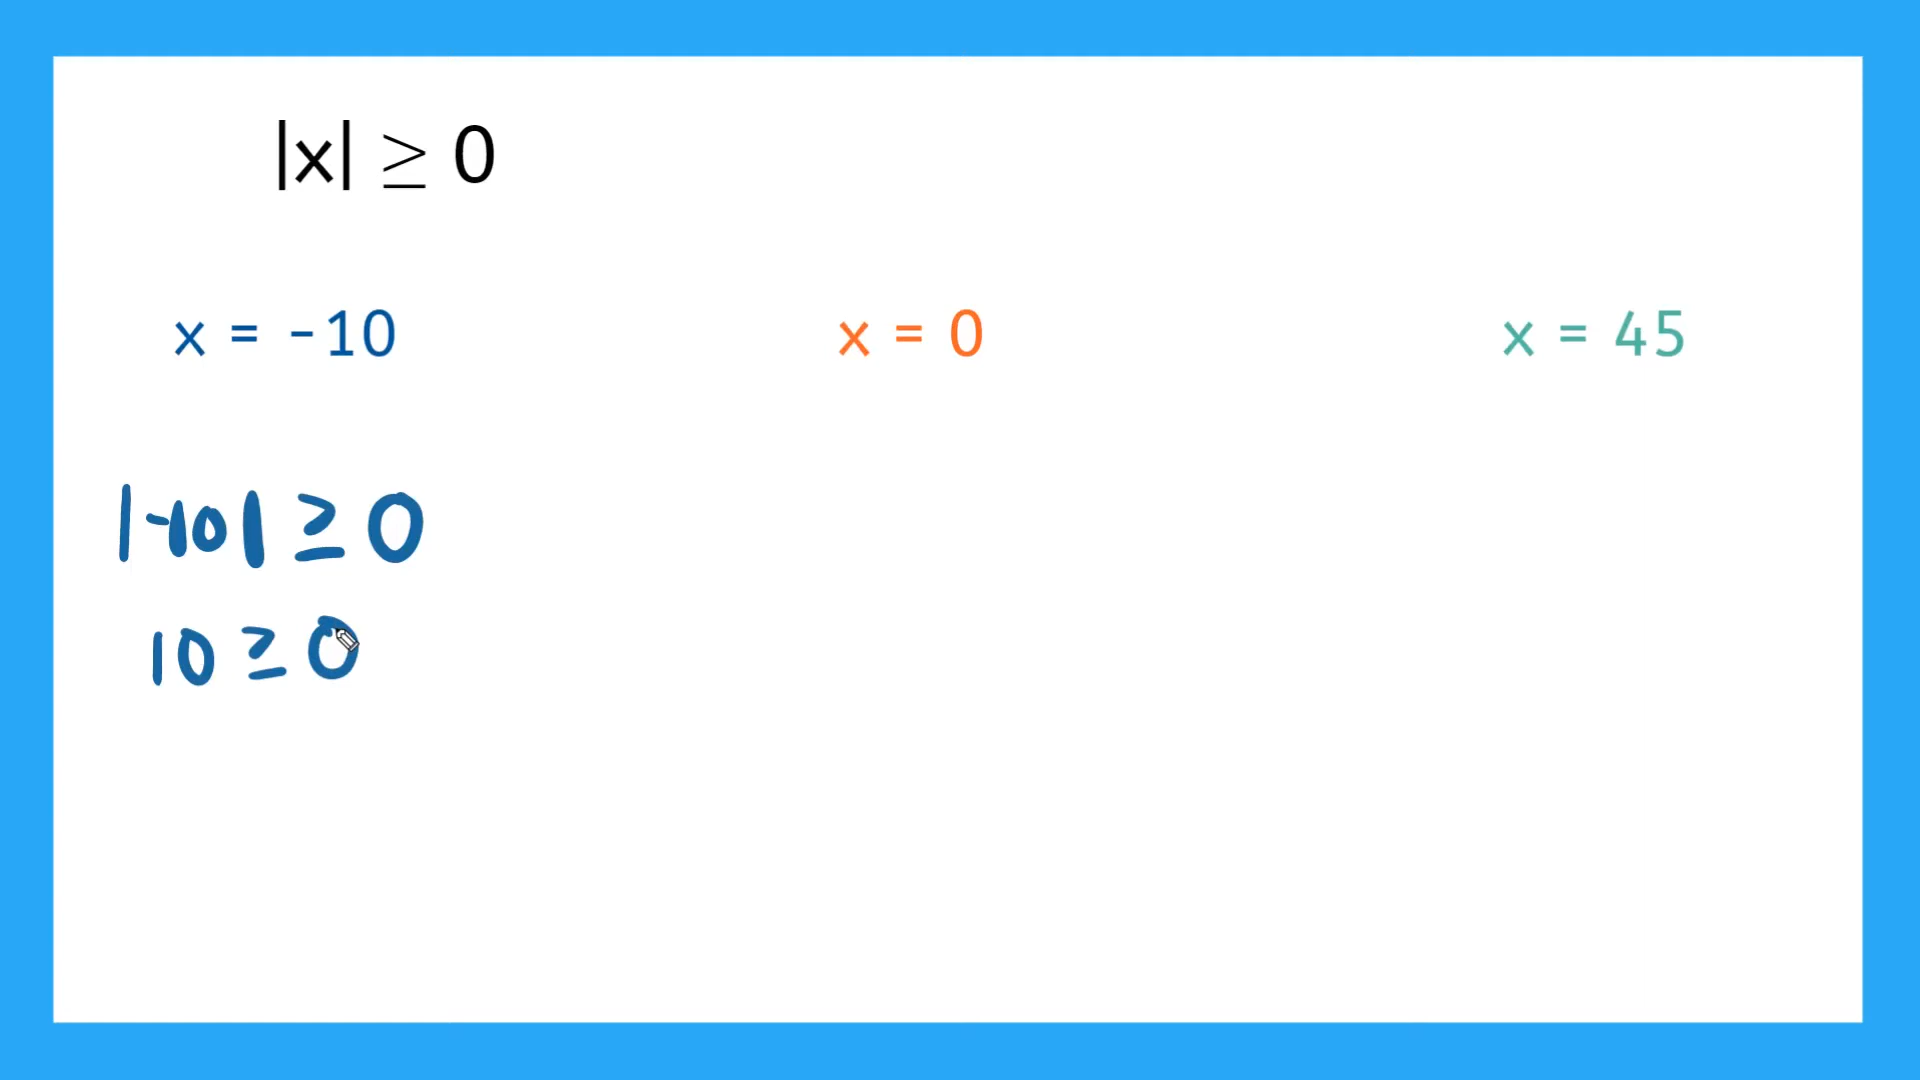 |x| ≥ 0
x = -10
x = 0
x = 45
|-10| ≥ 0
10 ≥ 0